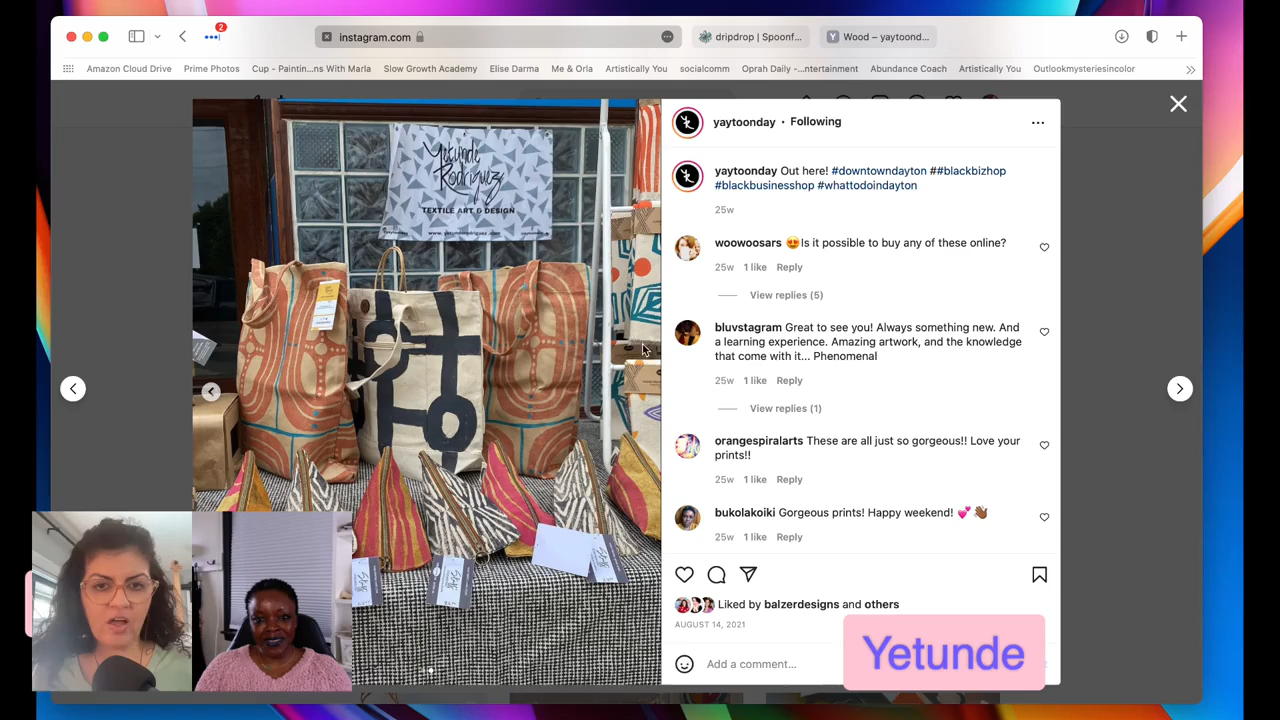 2
instagram.com
dripdrop | Spoonf...
Y
Wood – yaytoond...
Amazon Cloud Drive
Prime Photos
Cup - Paintin...ns With Marla
Slow Growth Academy
Elise Darma
Me & Orla
Artistically You
socialcomm
Oprah Daily -...ntertainment
Abundance Coach
Artistically You
Outlookmysteriesincolor
Yetunde
Rodriguez
TEXTILE ART & DESIGN
www.yetunderodriguez.com
yaytoonday • Following
yaytoonday Out here! #downtowndayton ##blackbizhop
#blackbusinesshop #whattodoindayton
25w
woowoosars 😍Is it possible to buy any of these online?
25w 1 like Reply
View replies (5)
bluvstagram Great to see you! Always something new. And
a learning experience. Amazing artwork, and the knowledge
that come with it... Phenomenal
25w 1 like Reply
View replies (1)
orangespiralarts These are all just so gorgeous!! Love your
prints!!
25w 1 like Reply
bukolakoiki Gorgeous prints! Happy weekend! 💕 👋🏾
25w 1 like Reply
Liked by balzerdesigns and others
AUGUST 14, 2021
Add a comment...
Yetunde